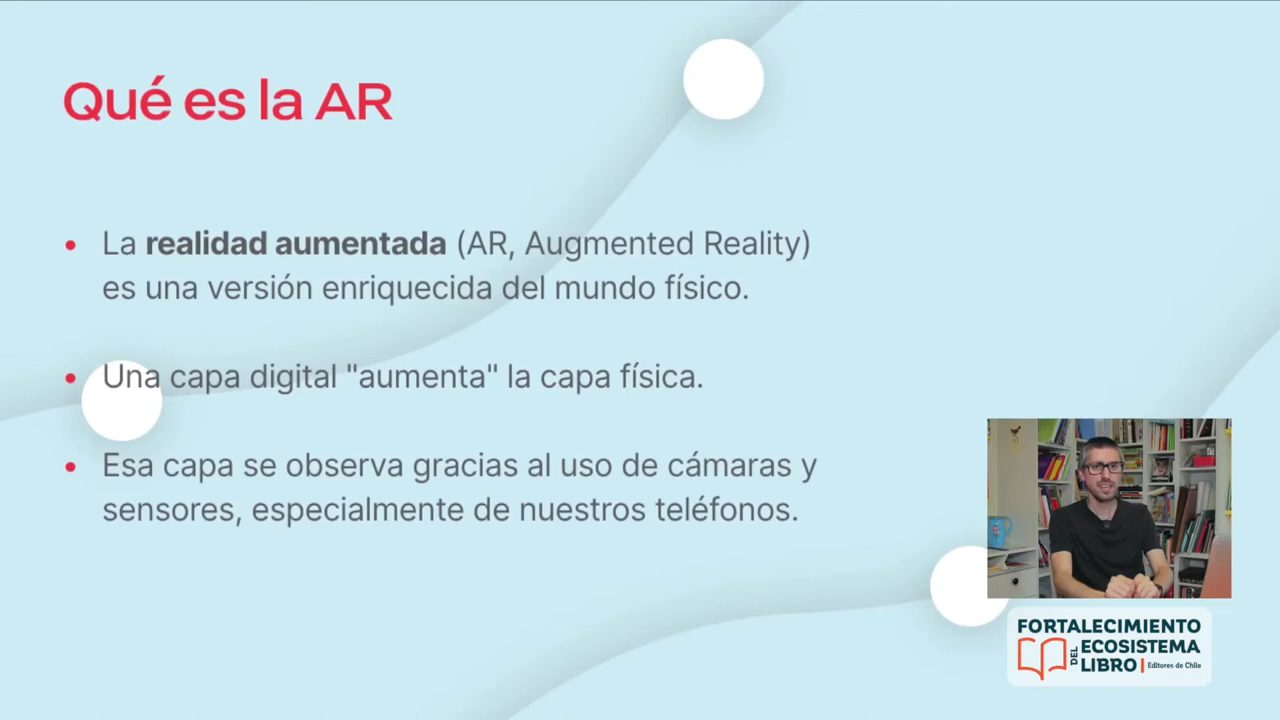 Qué es la AR
• La realidad aumentada (AR, Augmented Reality)
es una versión enriquecida del mundo físico.
• Una capa digital "aumenta" la capa física.
• Esa capa se observa gracias al uso de cámaras y
sensores, especialmente de nuestros teléfonos.
FORTALECIMIENTO
DEL ECOSISTEMA
LIBRO | Editores de Chile